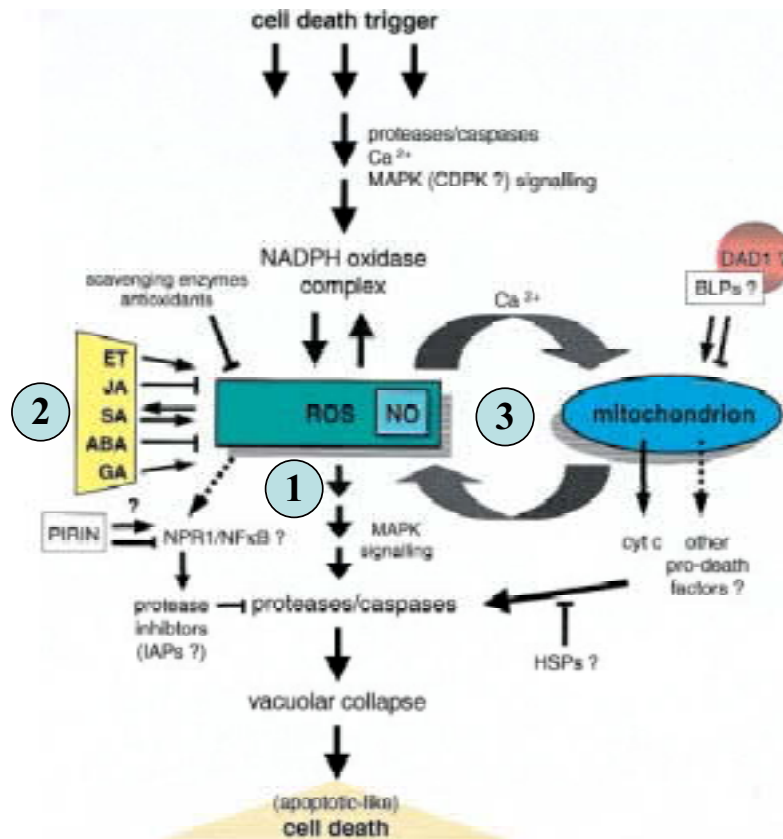 cell death trigger
proteases/caspases
Ca 2+
MAPK (CDPK ?) signalling
NADPH oxidase
complex
scavenging enzymes
antioxidants
Ca 2+
DAD1 ?
BLPs ?
ET
JA
SA
ABA
GA
2
ROS
NO
3
mitochondrion
1
?
PIRIN
NPR1/NFκB ?
MAPK
signalling
cyt c
other
pro-death
factors ?
protease
inhibtors
(IAPs ?)
proteases/caspases
HSPs ?
vacuolar collapse
(apoptotic-like)
cell death